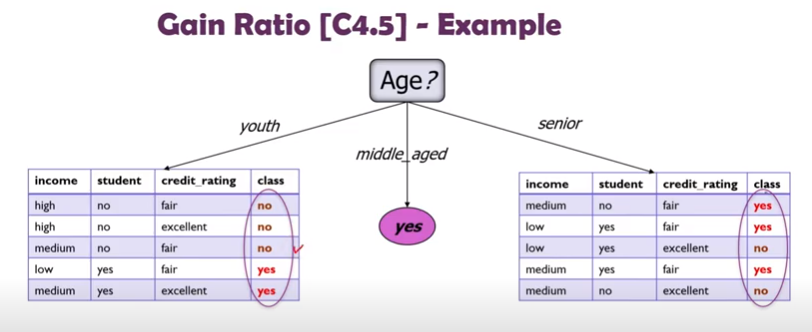 Gain Ratio [C4.5] - Example
Age?
youth
middle_aged
senior
income student credit_rating class
high no fair no
high no excellent no
medium no fair no
low yes fair yes
medium yes excellent yes
yes
income student credit_rating class
medium no fair yes
low yes fair yes
low yes excellent no
medium yes fair yes
medium no excellent no